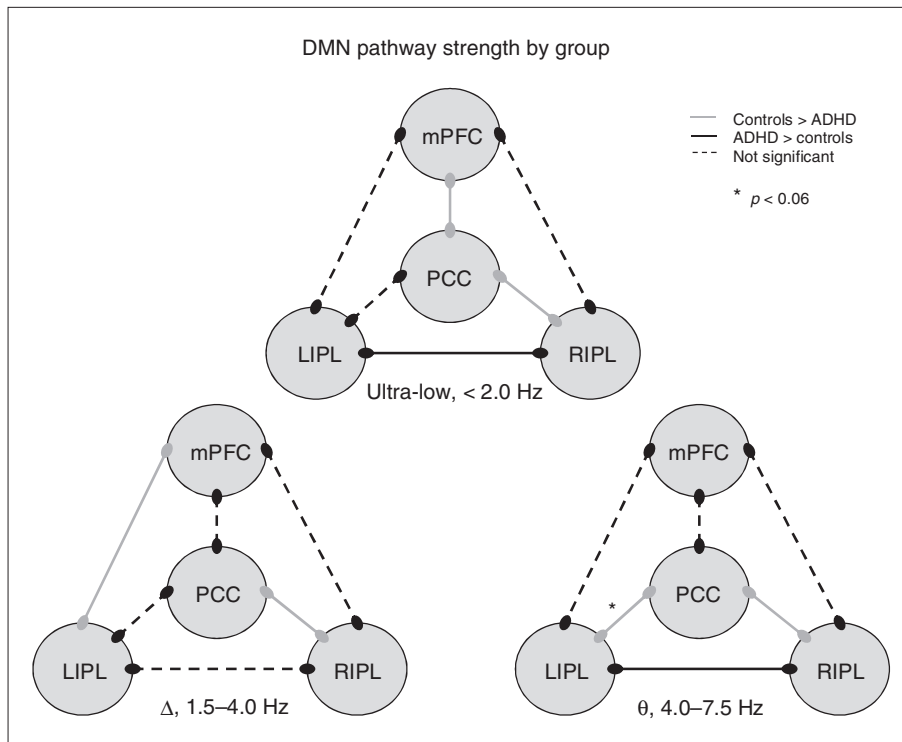 DMN pathway strength by group
Controls > ADHD
ADHD > controls
Not significant
* p < 0.06
mPFC
PCC
LIPL
RIPL
Ultra-low, < 2.0 Hz
mPFC
PCC
LIPL
RIPL
Δ, 1.5–4.0 Hz
mPFC
*
PCC
LIPL
RIPL
θ, 4.0–7.5 Hz